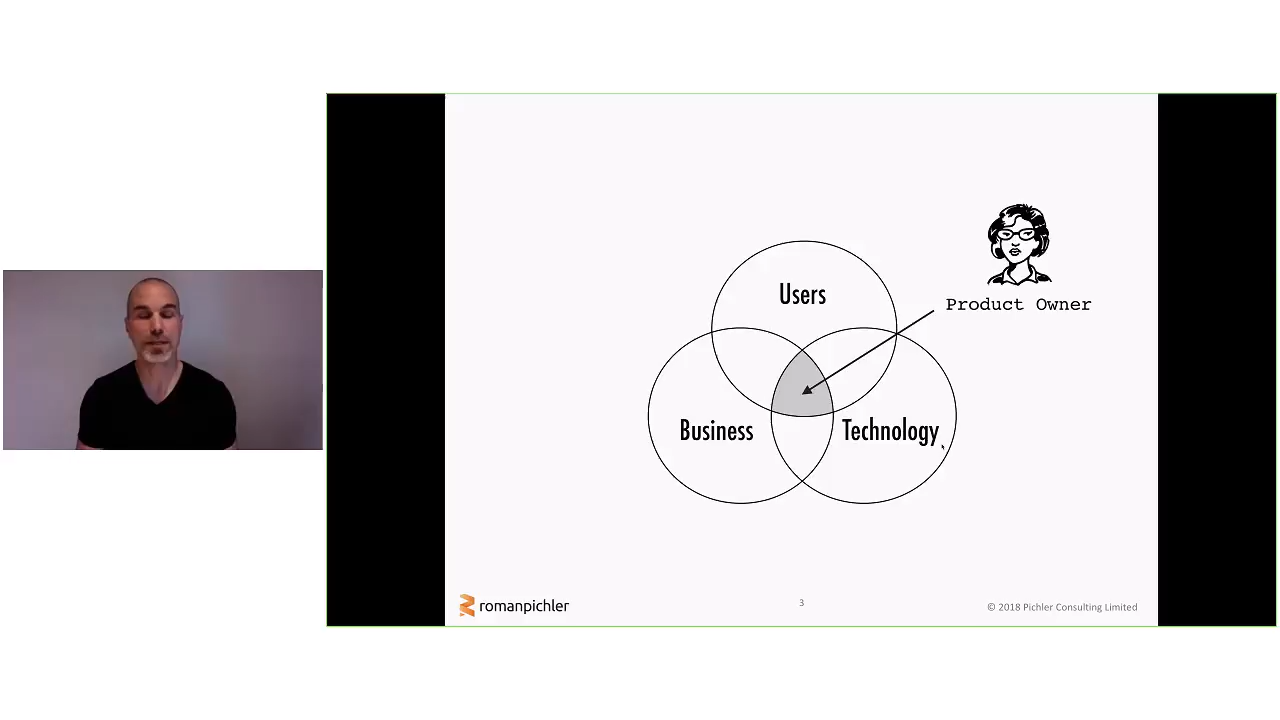 Users
Product Owner
Business
Technology
romanpichler
3
© 2018 Pichler Consulting Limited